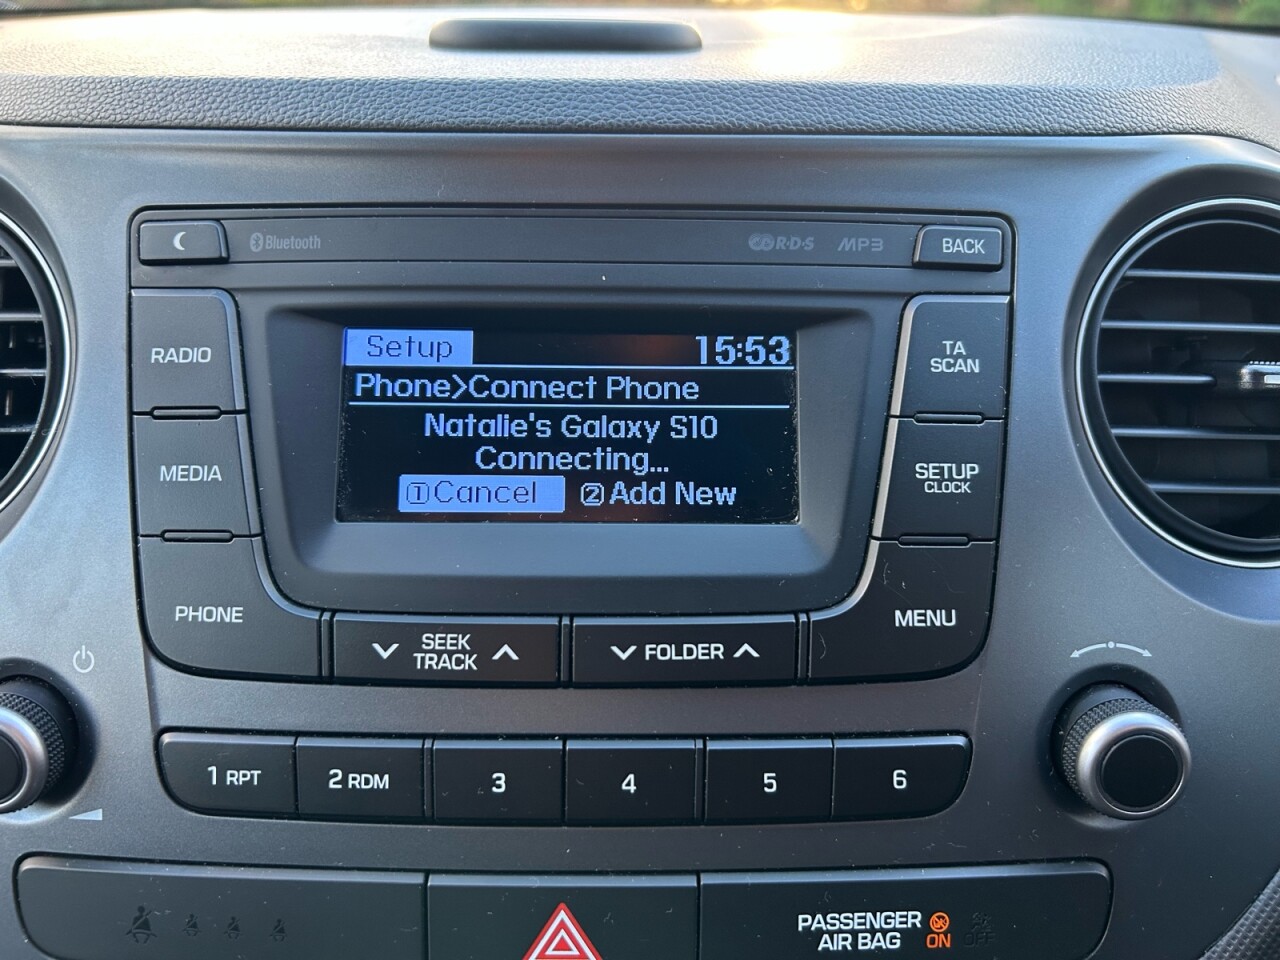 Bluetooth
R·D·S MP3
BACK
RADIO
MEDIA
PHONE
Setup 15:53
Phone>Connect Phone
Natalie's Galaxy S10
Connecting...
①Cancel ②Add New
TA
SCAN
SETUP
CLOCK
MENU
SEEK
TRACK
FOLDER
1 RPT 2 RDM 3 4 5 6
PASSENGER
AIR BAG ON OFF